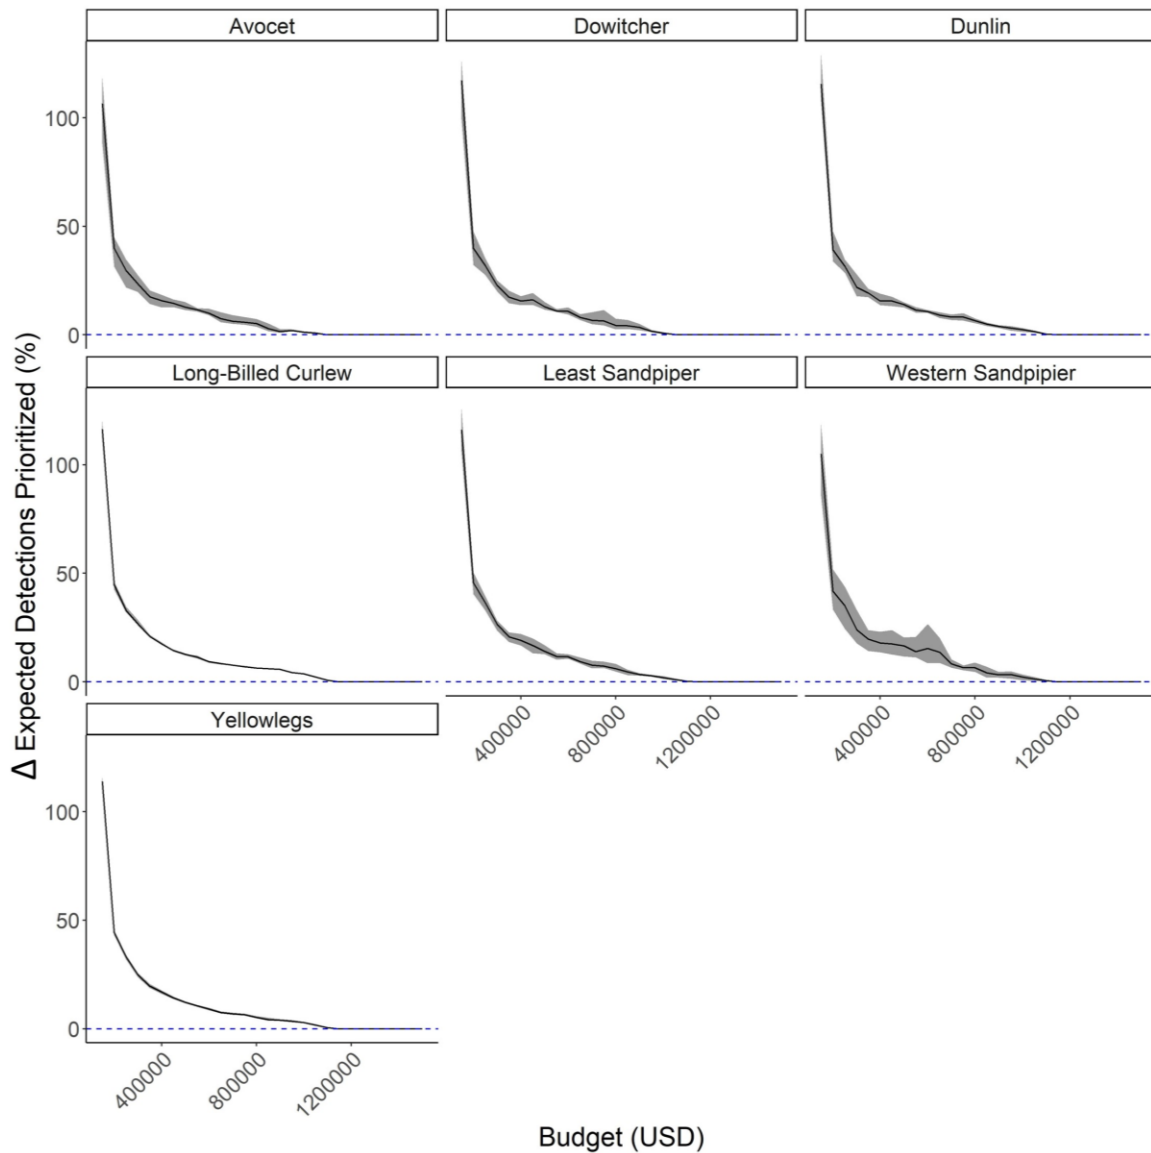 Avocet
Dowitcher
Dunlin
100
50
0
Long-Billed Curlew
Least Sandpiper
Western Sandpipier
100
50
0
400000
800000
1200000
400000
800000
1200000
Yellowlegs
100
50
0
400000
800000
1200000
Δ Expected Detections Prioritized (%)
Budget (USD)